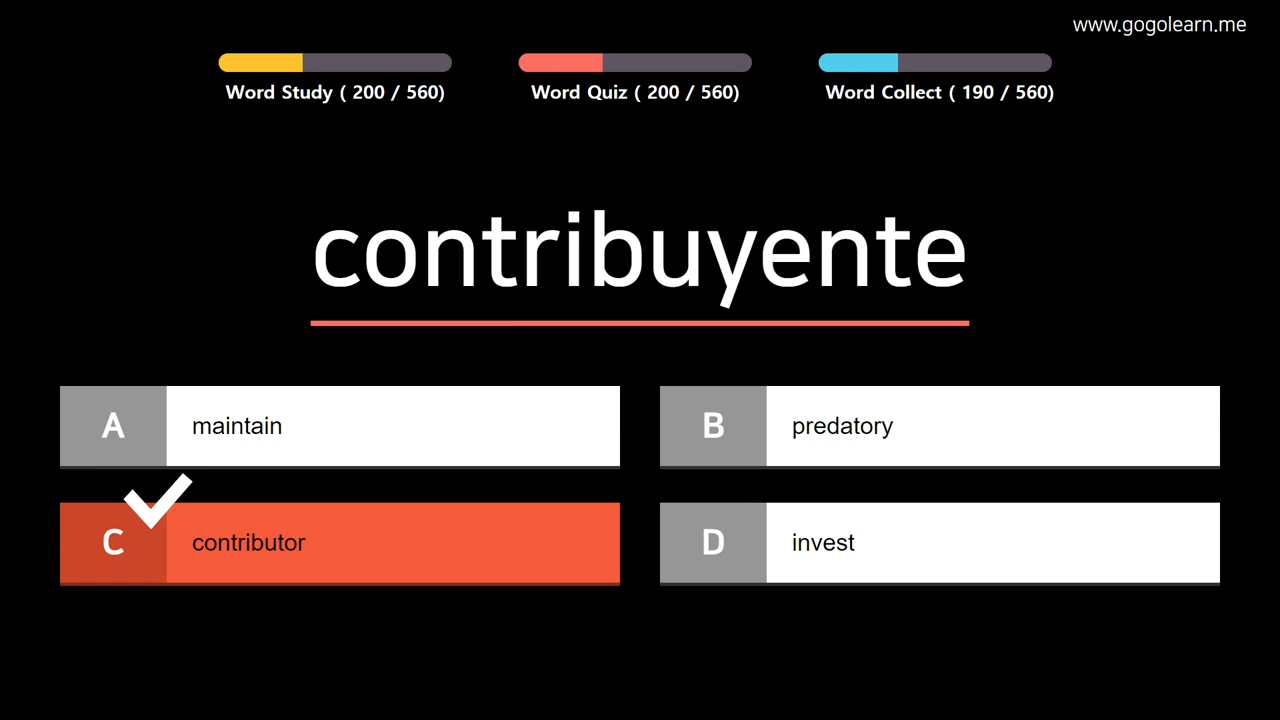 www.gogolearn.me
Word Study ( 200 / 560)
Word Quiz ( 200 / 560)
Word Collect ( 190 / 560)
contribuyente
A maintain
B predatory
C contributor
D invest